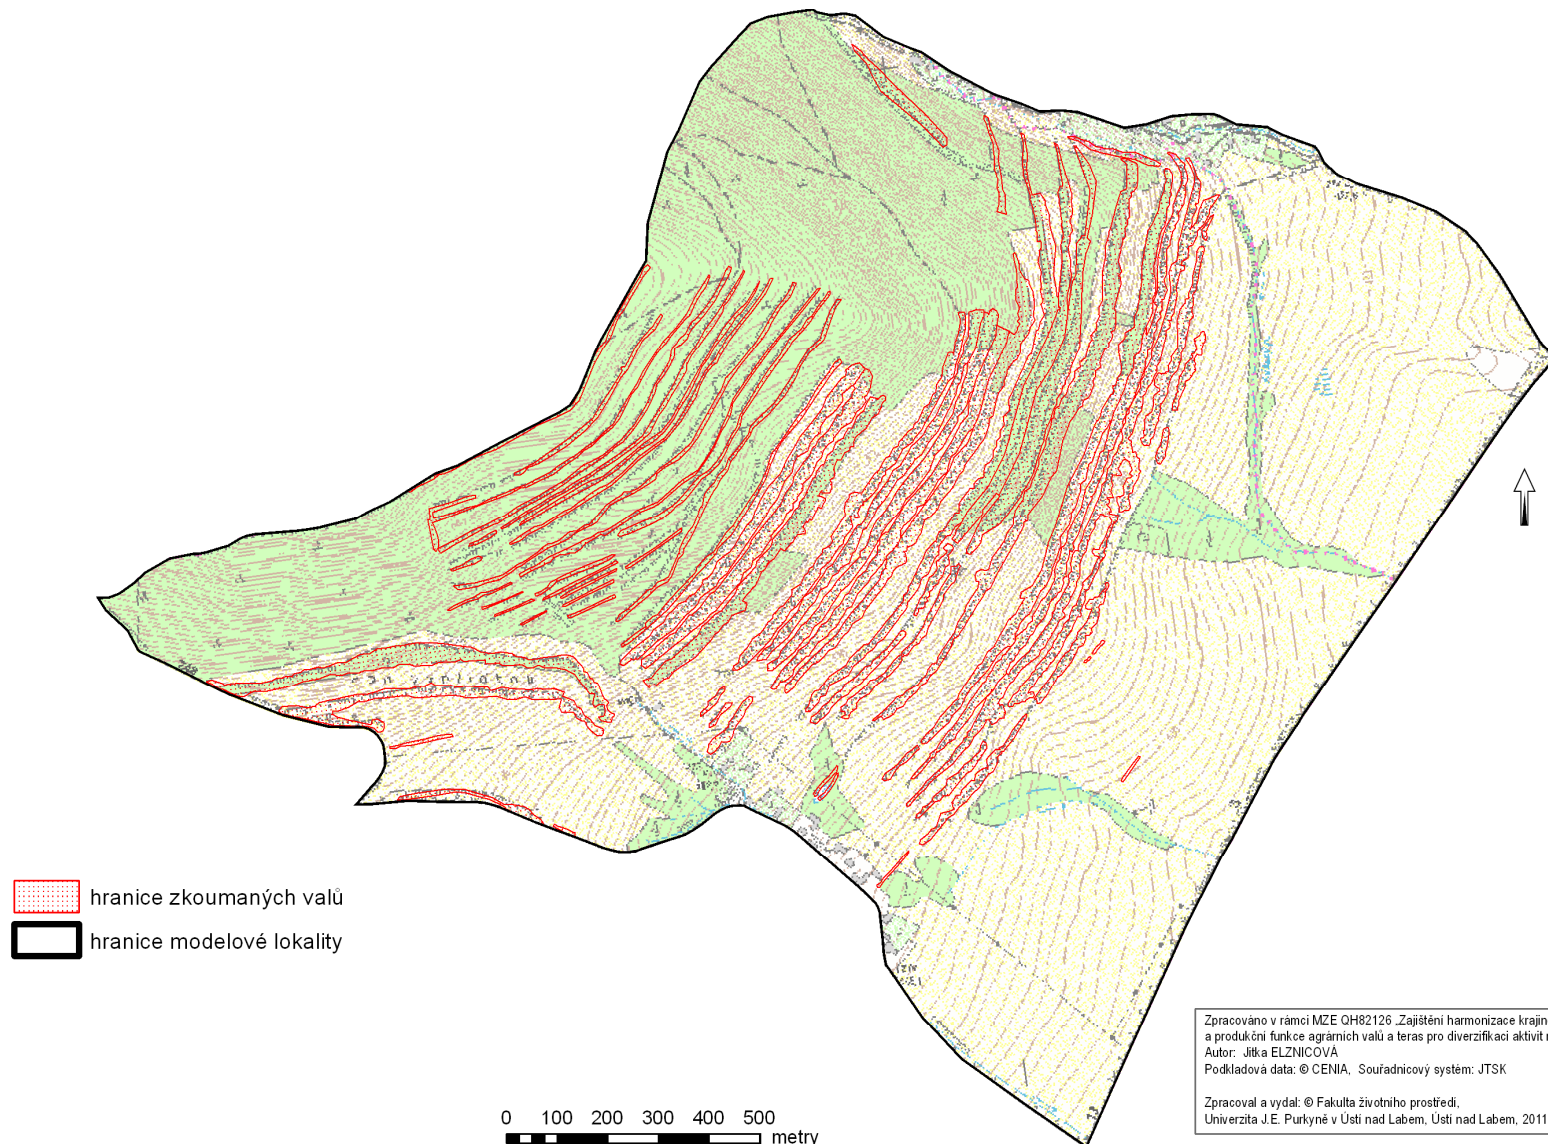 hranice zkoumaných valů
hranice modelové lokality
0 100 200 300 400 500
metry
Zpracováno v rámci MZE QH82126 „Zajištění harmonizace krajin
a produkční funkce agrárních valů a teras pro diverzifikaci aktivit
Autor: Jitka ELZNICOVÁ
Podkladová data: © CENIA, Souřadnicový systém: JTSK
Zpracoval a vydal: © Fakulta životního prostředí,
Univerzita J.E. Purkyně v Ústí nad Labem, Ústí nad Labem, 2011